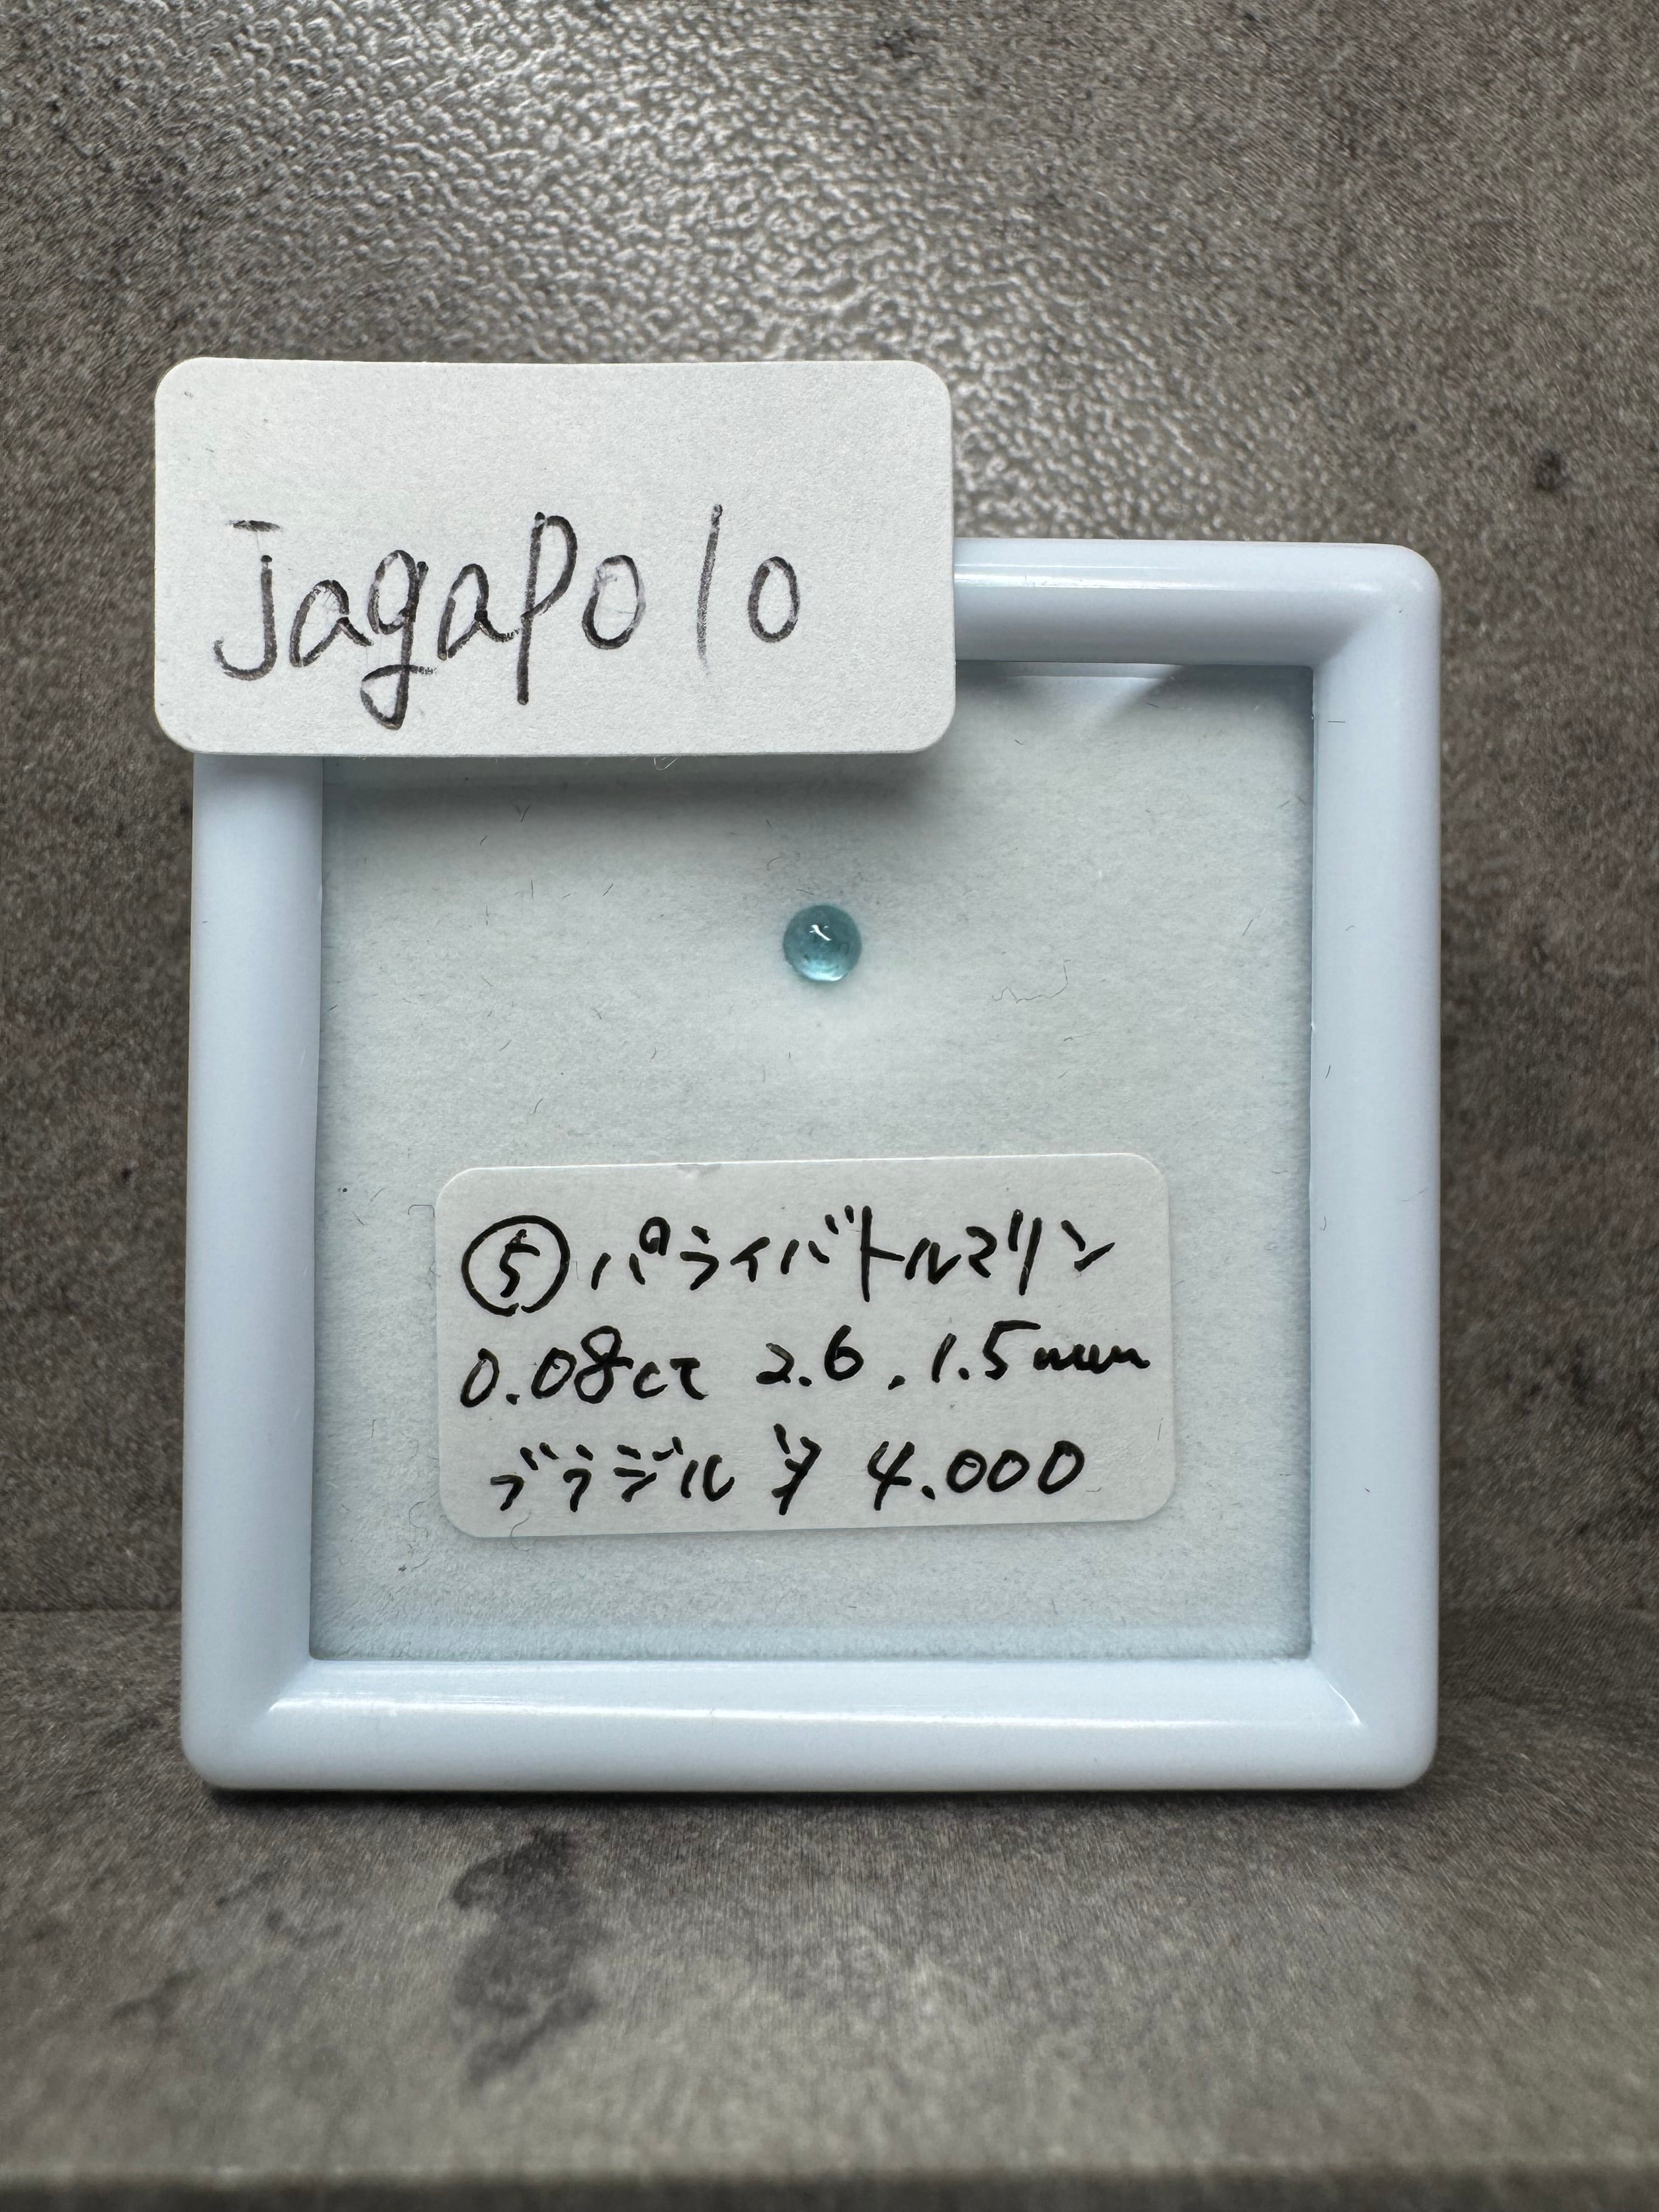 Jagapolo
⑤ パライバトルマリン
0.08ct 2.6 . 1.5mm
ブラジル ¥ 4.000